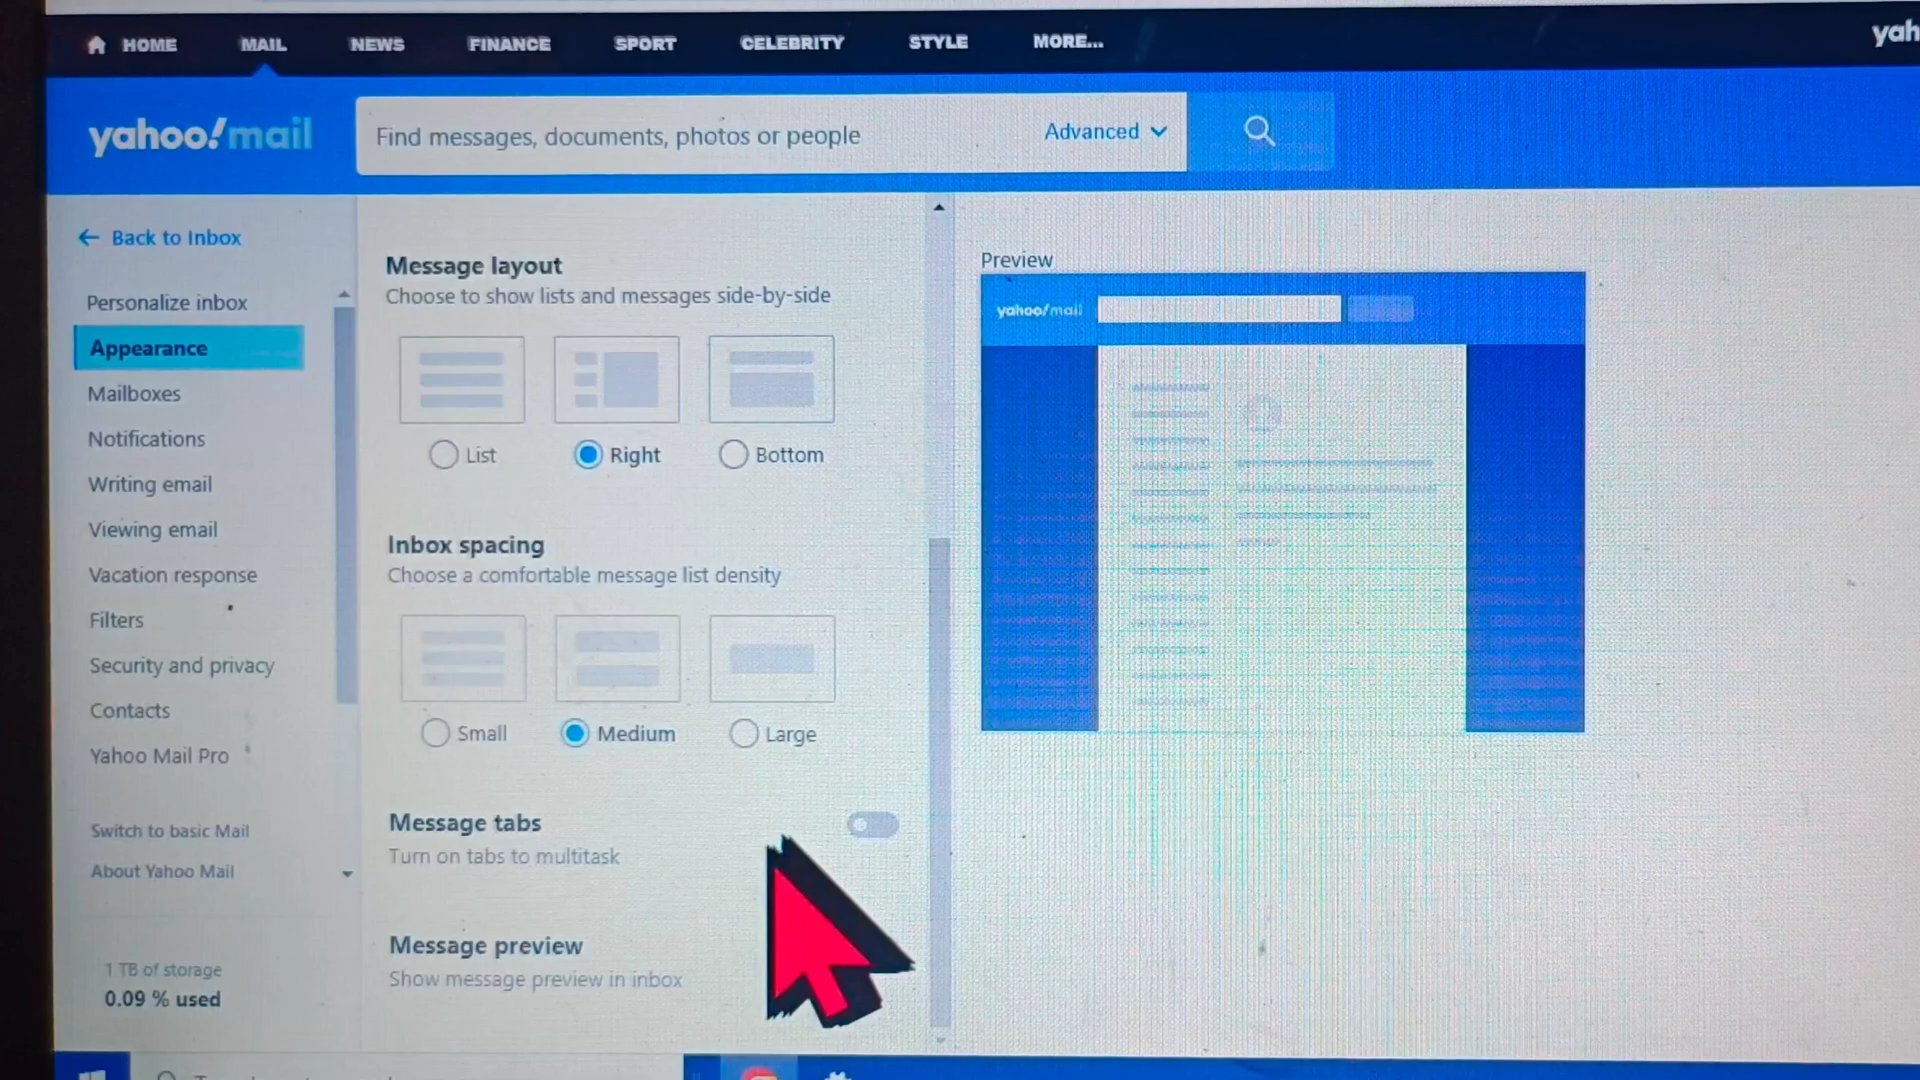 HOME MAIL NEWS FINANCE SPORT CELEBRITY STYLE MORE...
yahoo!mail
Find messages, documents, photos or people
Advanced
Back to Inbox
Personalize inbox
Appearance
Mailboxes
Notifications
Writing email
Viewing email
Vacation response
Filters
Security and privacy
Contacts
Yahoo Mail Pro
Switch to basic Mail
About Yahoo Mail
1 TB of storage
0.09 % used
Message layout
Choose to show lists and messages side-by-side
List Right Bottom
Inbox spacing
Choose a comfortable message list density
Small Medium Large
Message tabs
Turn on tabs to multitask
Message preview
Show message preview in inbox
Preview
yahoo!mail